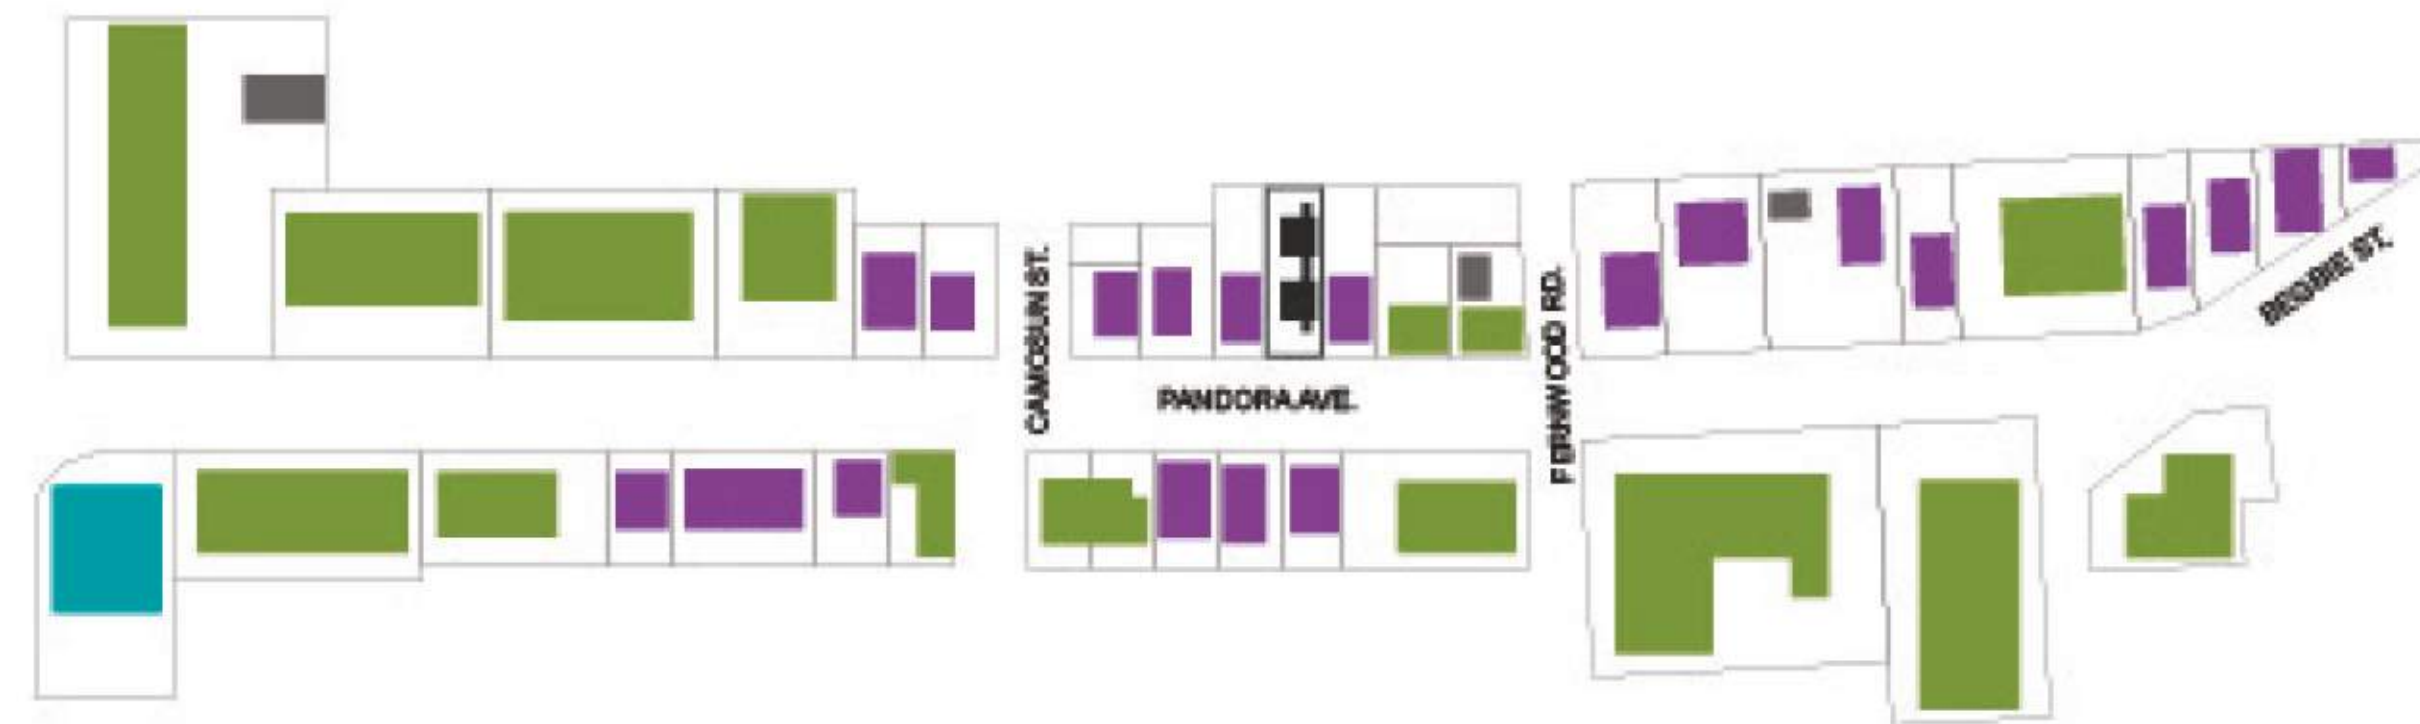 CAMOSUN ST.
PANDORA AVE.
FERNWOOD RD.
BEGBIE ST.